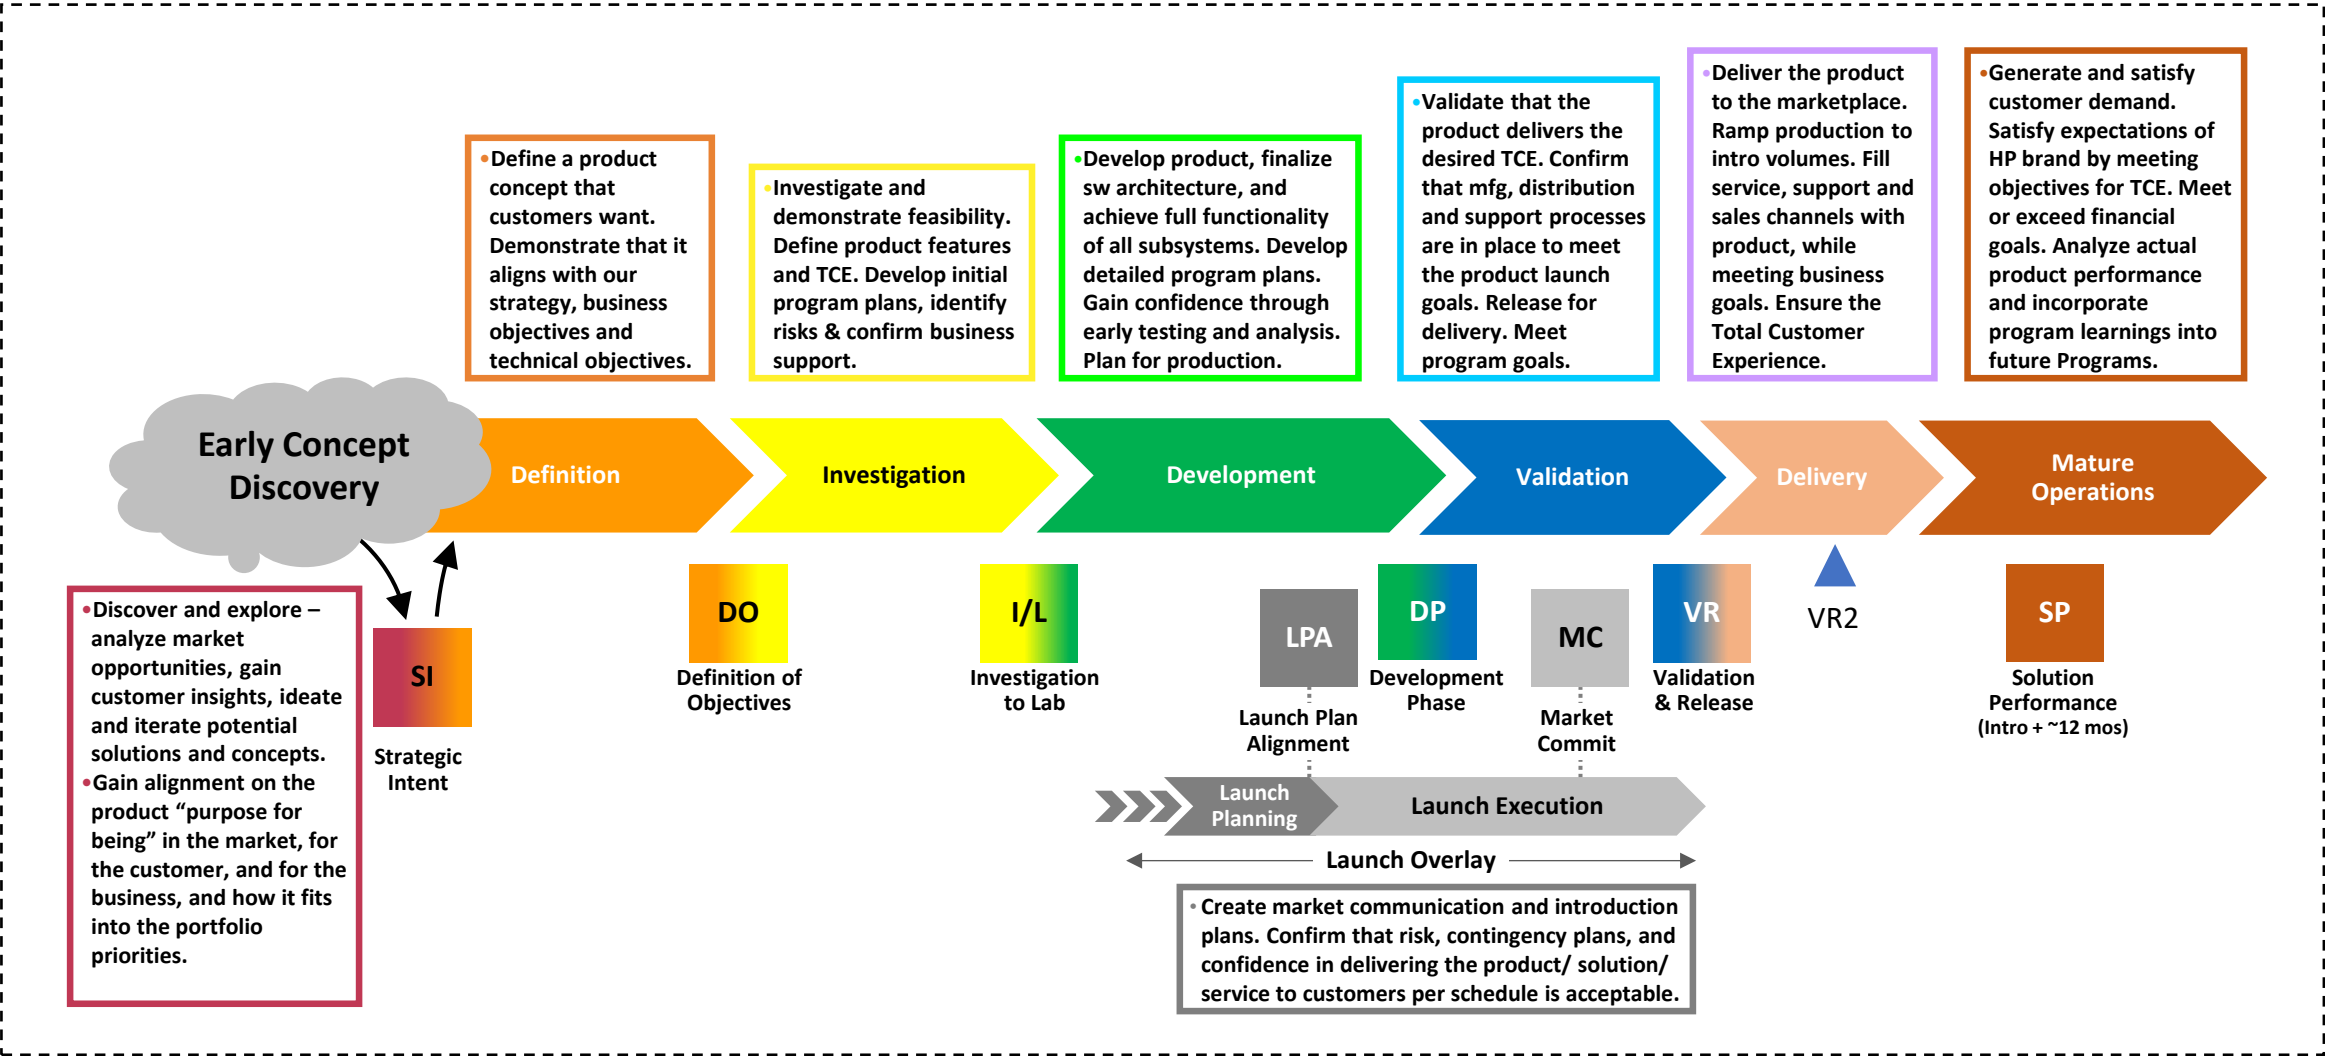 •Define a product
concept that
customers want.
Demonstrate that it
aligns with our
strategy, business
objectives and
technical objectives.
•Investigate and
demonstrate feasibility.
Define product features
and TCE. Develop initial
program plans, identify
risks & confirm business
support.
•Develop product, finalize
sw architecture, and
achieve full functionality
of all subsystems. Develop
detailed program plans.
Gain confidence through
early testing and analysis.
Plan for production.
•Validate that the
product delivers the
desired TCE. Confirm
that mfg, distribution
and support processes
are in place to meet
the product launch
goals. Release for
delivery. Meet
program goals.
•Deliver the product
to the marketplace.
Ramp production to
intro volumes. Fill
service, support and
sales channels with
product, while
meeting business
goals. Ensure the
Total Customer
Experience.
•Generate and satisfy
customer demand.
Satisfy expectations of
HP brand by meeting
objectives for TCE. Meet
or exceed financial
goals. Analyze actual
product performance
and incorporate
program learnings into
future Programs.
Early Concept
Discovery
Definition
Investigation
Development
Validation
Delivery
Mature
Operations
•Discover and explore –
analyze market
opportunities, gain
customer insights, ideate
and iterate potential
solutions and concepts.
•Gain alignment on the
product “purpose for
being” in the market, for
the customer, and for the
business, and how it fits
into the portfolio
priorities.
SI
Strategic
Intent
DO
Definition of
Objectives
I/L
Investigation
to Lab
LPA
Launch Plan
Alignment
DP
Development
Phase
MC
Market
Commit
VR
Validation
& Release
VR2
SP
Solution
Performance
(Intro + ~12 mos)
Launch
Planning
Launch Execution
Launch Overlay
• Create market communication and introduction
plans. Confirm that risk, contingency plans, and
confidence in delivering the product/ solution/
service to customers per schedule is acceptable.